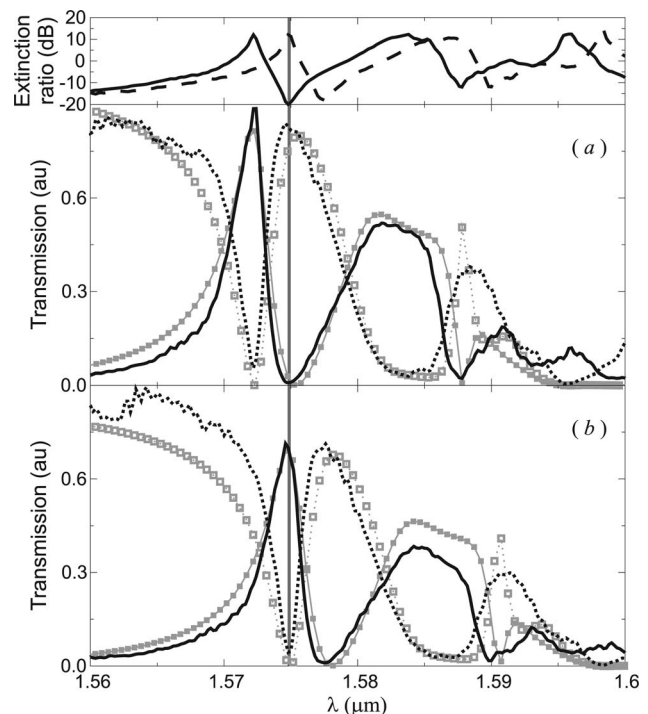 Extinction
ratio (dB)
20
10
0
-10
-20
Transmission (au)
0.6
0.3
0.0
( a )
Transmission (au)
0.6
0.3
0.0
( b )
1.56
1.57
1.58
1.59
1.6
λ (μm)